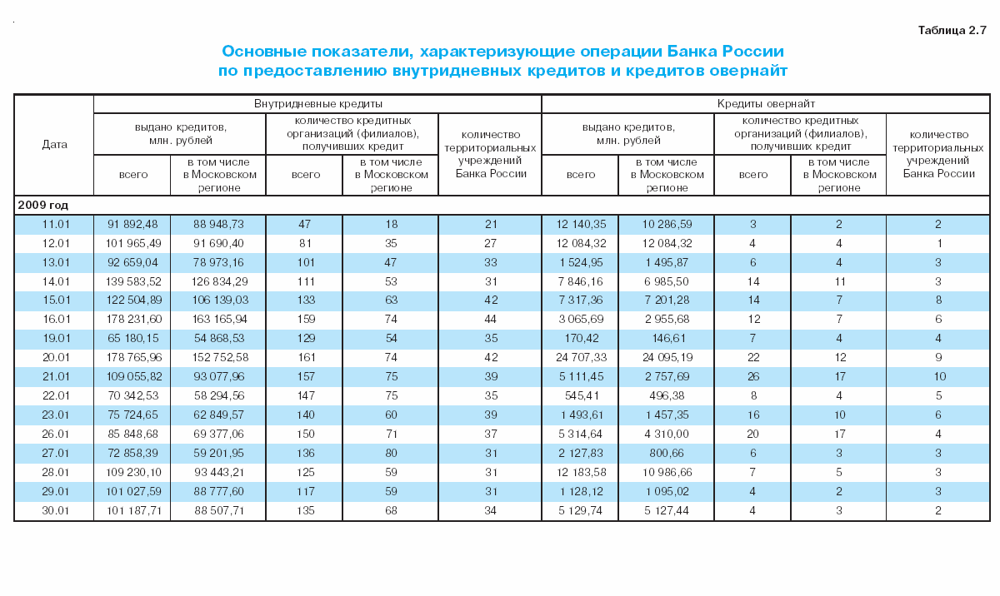 Таблица 2.7
Основные показатели, характеризующие операции Банка России
по предоставлению внутридневных кредитов и кредитов овернайт
Дата
Внутридневные кредиты
Кредиты овернайт
выдано кредитов,
млн. рублей
количество кредитных
организаций (филиалов),
получивших кредит
количество
территориальных
учреждений
Банка России
выдано кредитов,
млн. рублей
количество кредитных
организаций (филиалов),
получивших кредит
количество
территориальных
учреждений
Банка России
всего
в том числе
в Московском
регионе
всего
в том числе
в Московском
регионе
всего
в том числе
в Московском
регионе
всего
в том числе
в Московском
регионе
2009 год
11.01 91 892,48 88 948,73 47 18 21 12 140,35 10 286,59 3 2 2
12.01 101 965,49 91 690,40 81 35 27 12 084,32 12 084,32 4 4 1
13.01 92 659,04 78 973,16 101 47 33 1 524,95 1 495,87 6 4 3
14.01 139 583,52 126 834,29 111 53 31 7 846,16 6 985,50 14 11 3
15.01 122 504,89 106 139,03 133 63 42 7 317,36 7 201,28 14 7 8
16.01 178 231,60 163 165,94 159 74 44 3 065,69 2 955,68 12 7 6
19.01 65 180,15 54 868,53 129 54 35 170,42 146,61 7 4 4
20.01 178 765,96 152 752,58 161 74 42 24 707,33 24 095,19 22 12 9
21.01 109 055,82 93 077,96 157 75 39 5 111,45 2 757,69 26 17 10
22.01 70 342,53 58 294,56 147 75 35 545,41 496,38 8 4 5
23.01 75 724,65 62 849,57 140 60 39 1 493,61 1 457,35 16 10 6
26.01 85 848,68 69 377,06 150 71 37 5 314,64 4 310,00 20 17 4
27.01 72 858,39 59 201,95 136 80 31 2 127,83 800,66 6 3 3
28.01 109 230,10 93 443,21 125 59 31 12 183,58 10 986,66 7 5 3
29.01 101 027,59 88 777,60 117 59 31 1 128,12 1 095,02 4 2 3
30.01 101 187,71 88 507,71 135 68 34 5 129,74 5 127,44 4 3 2